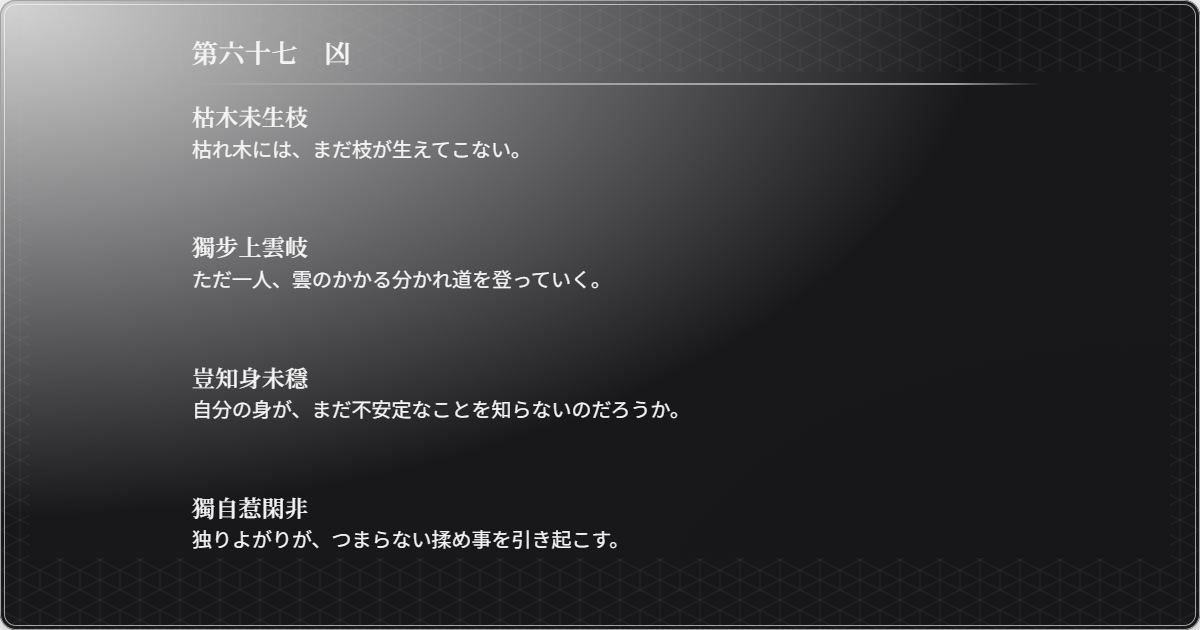 第六十七　凶
枯木未生枝
枯れ木には、まだ枝が生えてこない。
獨步上雲岐
ただ一人、雲のかかる分かれ道を登っていく。
豈知身未穩
自分の身が、まだ不安定なことを知らないのだろうか。
獨自惹閑非
独りよがりが、つまらない揉め事を引き起こす。